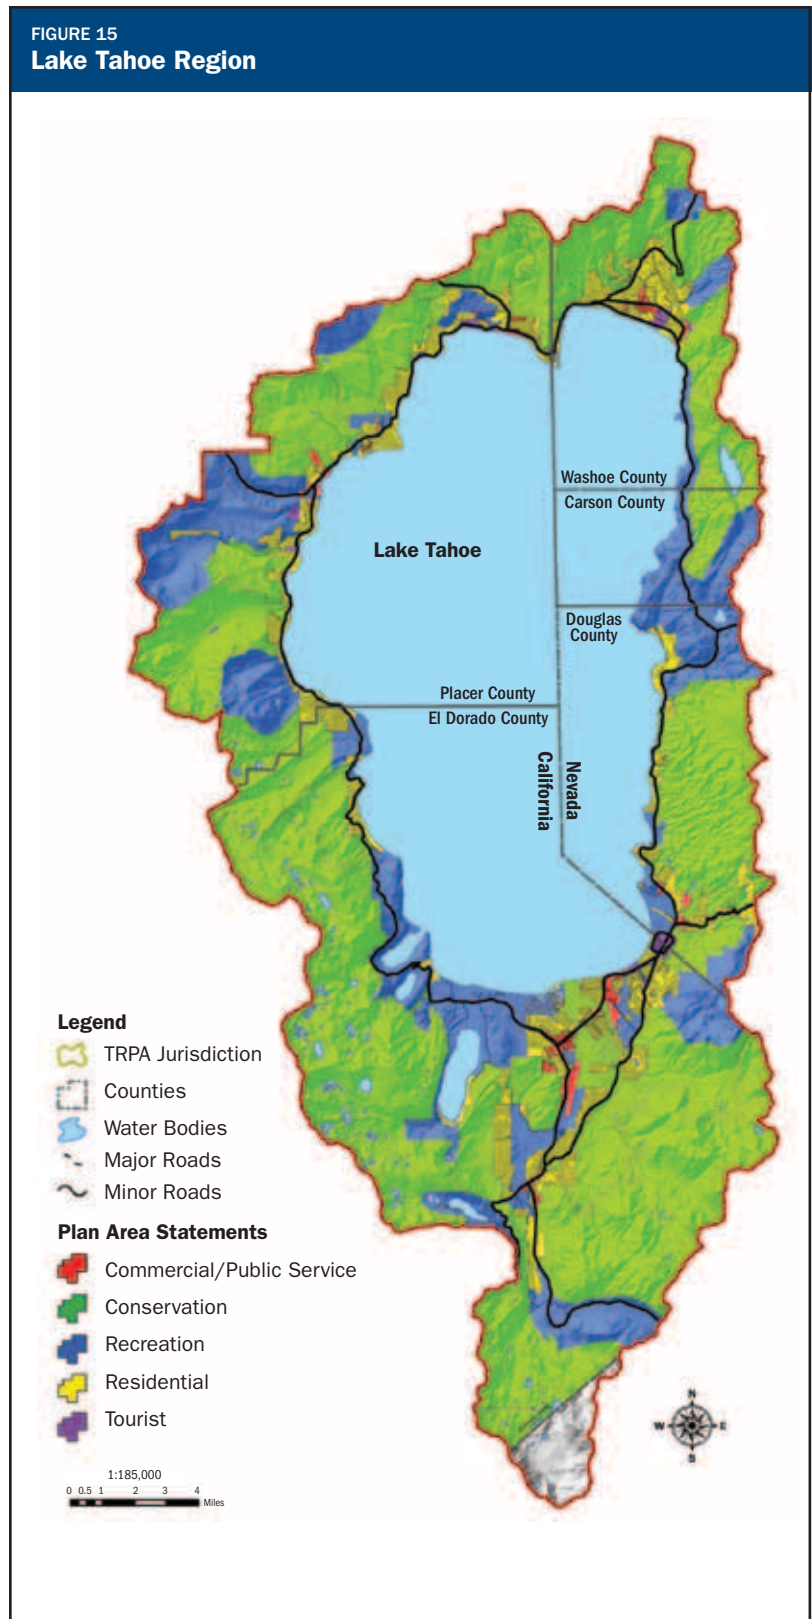 FIGURE 15
Lake Tahoe Region
Washoe County
Carson County
Lake Tahoe
Douglas
County
Placer County
El Dorado County
California
Nevada
Legend
TRPA Jurisdiction
Counties
Water Bodies
Major Roads
Minor Roads
Plan Area Statements
Commercial/Public Service
Conservation
Recreation
Residential
Tourist
N
W E
S
1:185,000
0 0.5 1 2 3 4
Miles